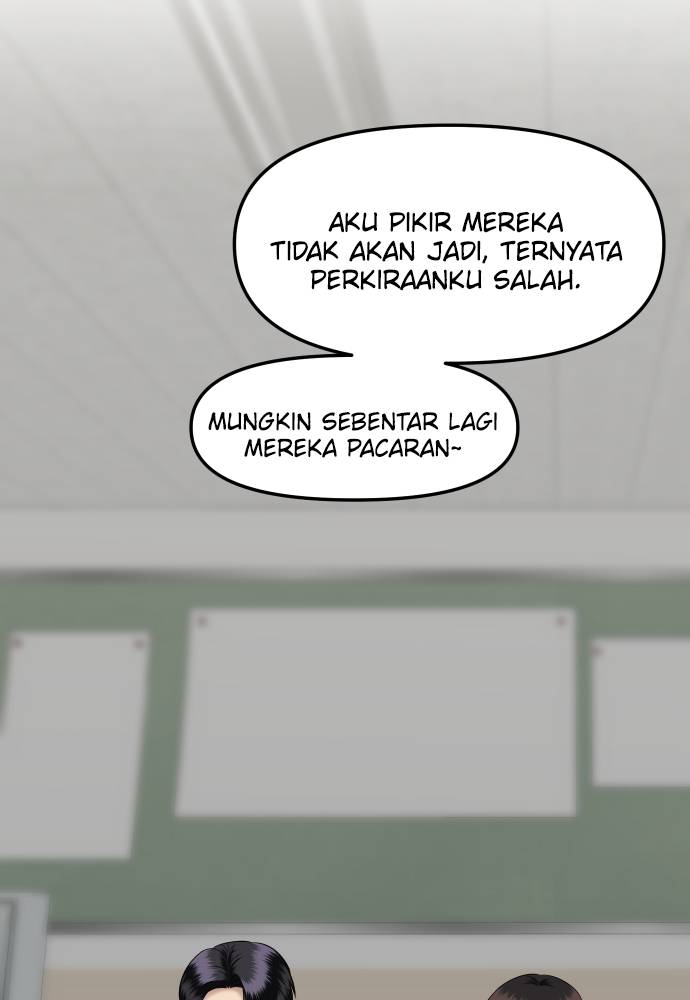 AKU PIKIR MEREKA
TIDAK AKAN JADI, TERNYATA
PERKIRAANKU SALAH.
MUNGKIN SEBENTAR LAGI
MEREKA PACARAN~